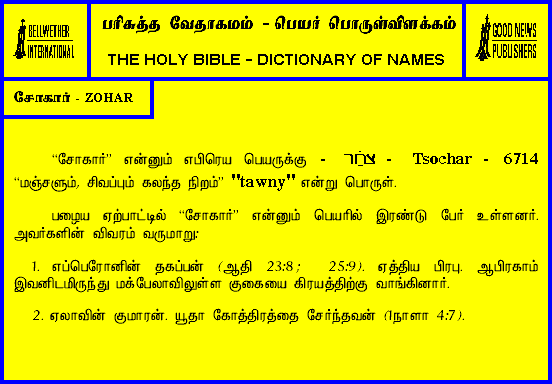 BELLWETHER
INTERNATIONAL
பரிசுத்த வேதாகமம் - பெயர் பொருள்விளக்கம்
THE HOLY BIBLE - DICTIONARY OF NAMES
GOOD NEWS
PUBLISHERS
சோகார் - ZOHAR
“சோகார்” என்னும் எபிரெய பெயருக்கு - צֹחַר - Tsochar - 6714
“மஞ்சளும், சிவப்பும் கலந்த நிறம்” "tawny" என்று பொருள்.
பழைய ஏற்பாட்டில் “சோகார்” என்னும் பெயரில் இரண்டு பேர் உள்ளனர்.
அவர்களின் விவரம் வருமாறு:
1. எப்பெரோனின் தகப்பன் (ஆதி 23:8; 25:9). ஏத்திய பிரபு. ஆபிரகாம்
இவனிடமிருந்து மக்பேலாவிலுள்ள குகையை கிரயத்திற்கு வாங்கினார்.
2. ஏலாவின் குமாரன். யூதா கோத்திரத்தை சேர்ந்தவன் (1நாளா 4:7).